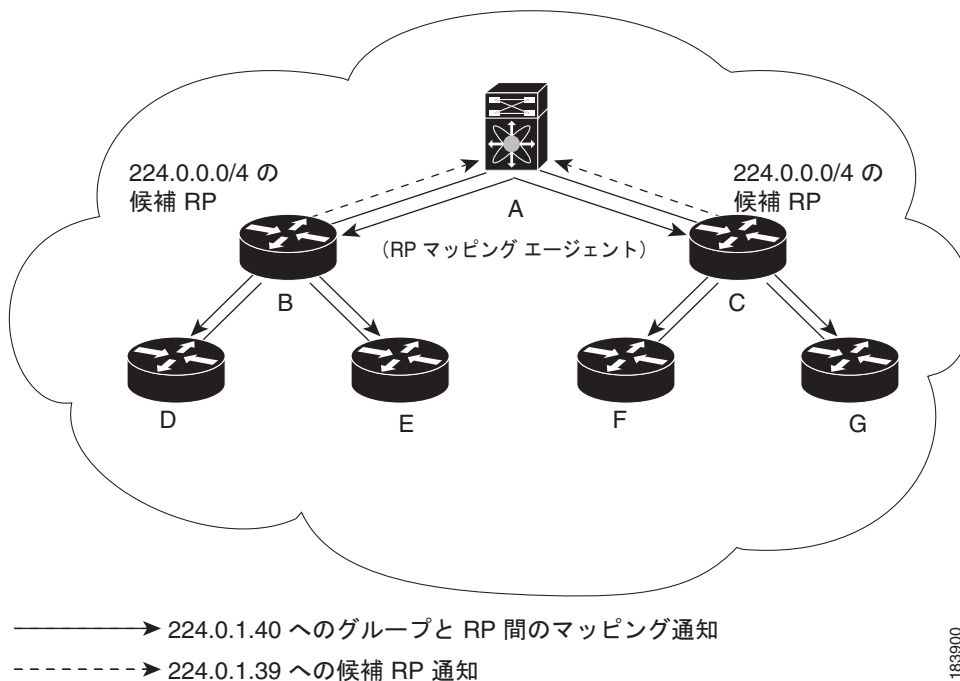 224.0.0.0/4 の
候補 RP
224.0.0.0/4 の
候補 RP
A
（RP マッピング エージェント）
B
C
D
E
F
G
224.0.1.40 へのグループと RP 間のマッピング通知
224.0.1.39 への候補 RP 通知
183900